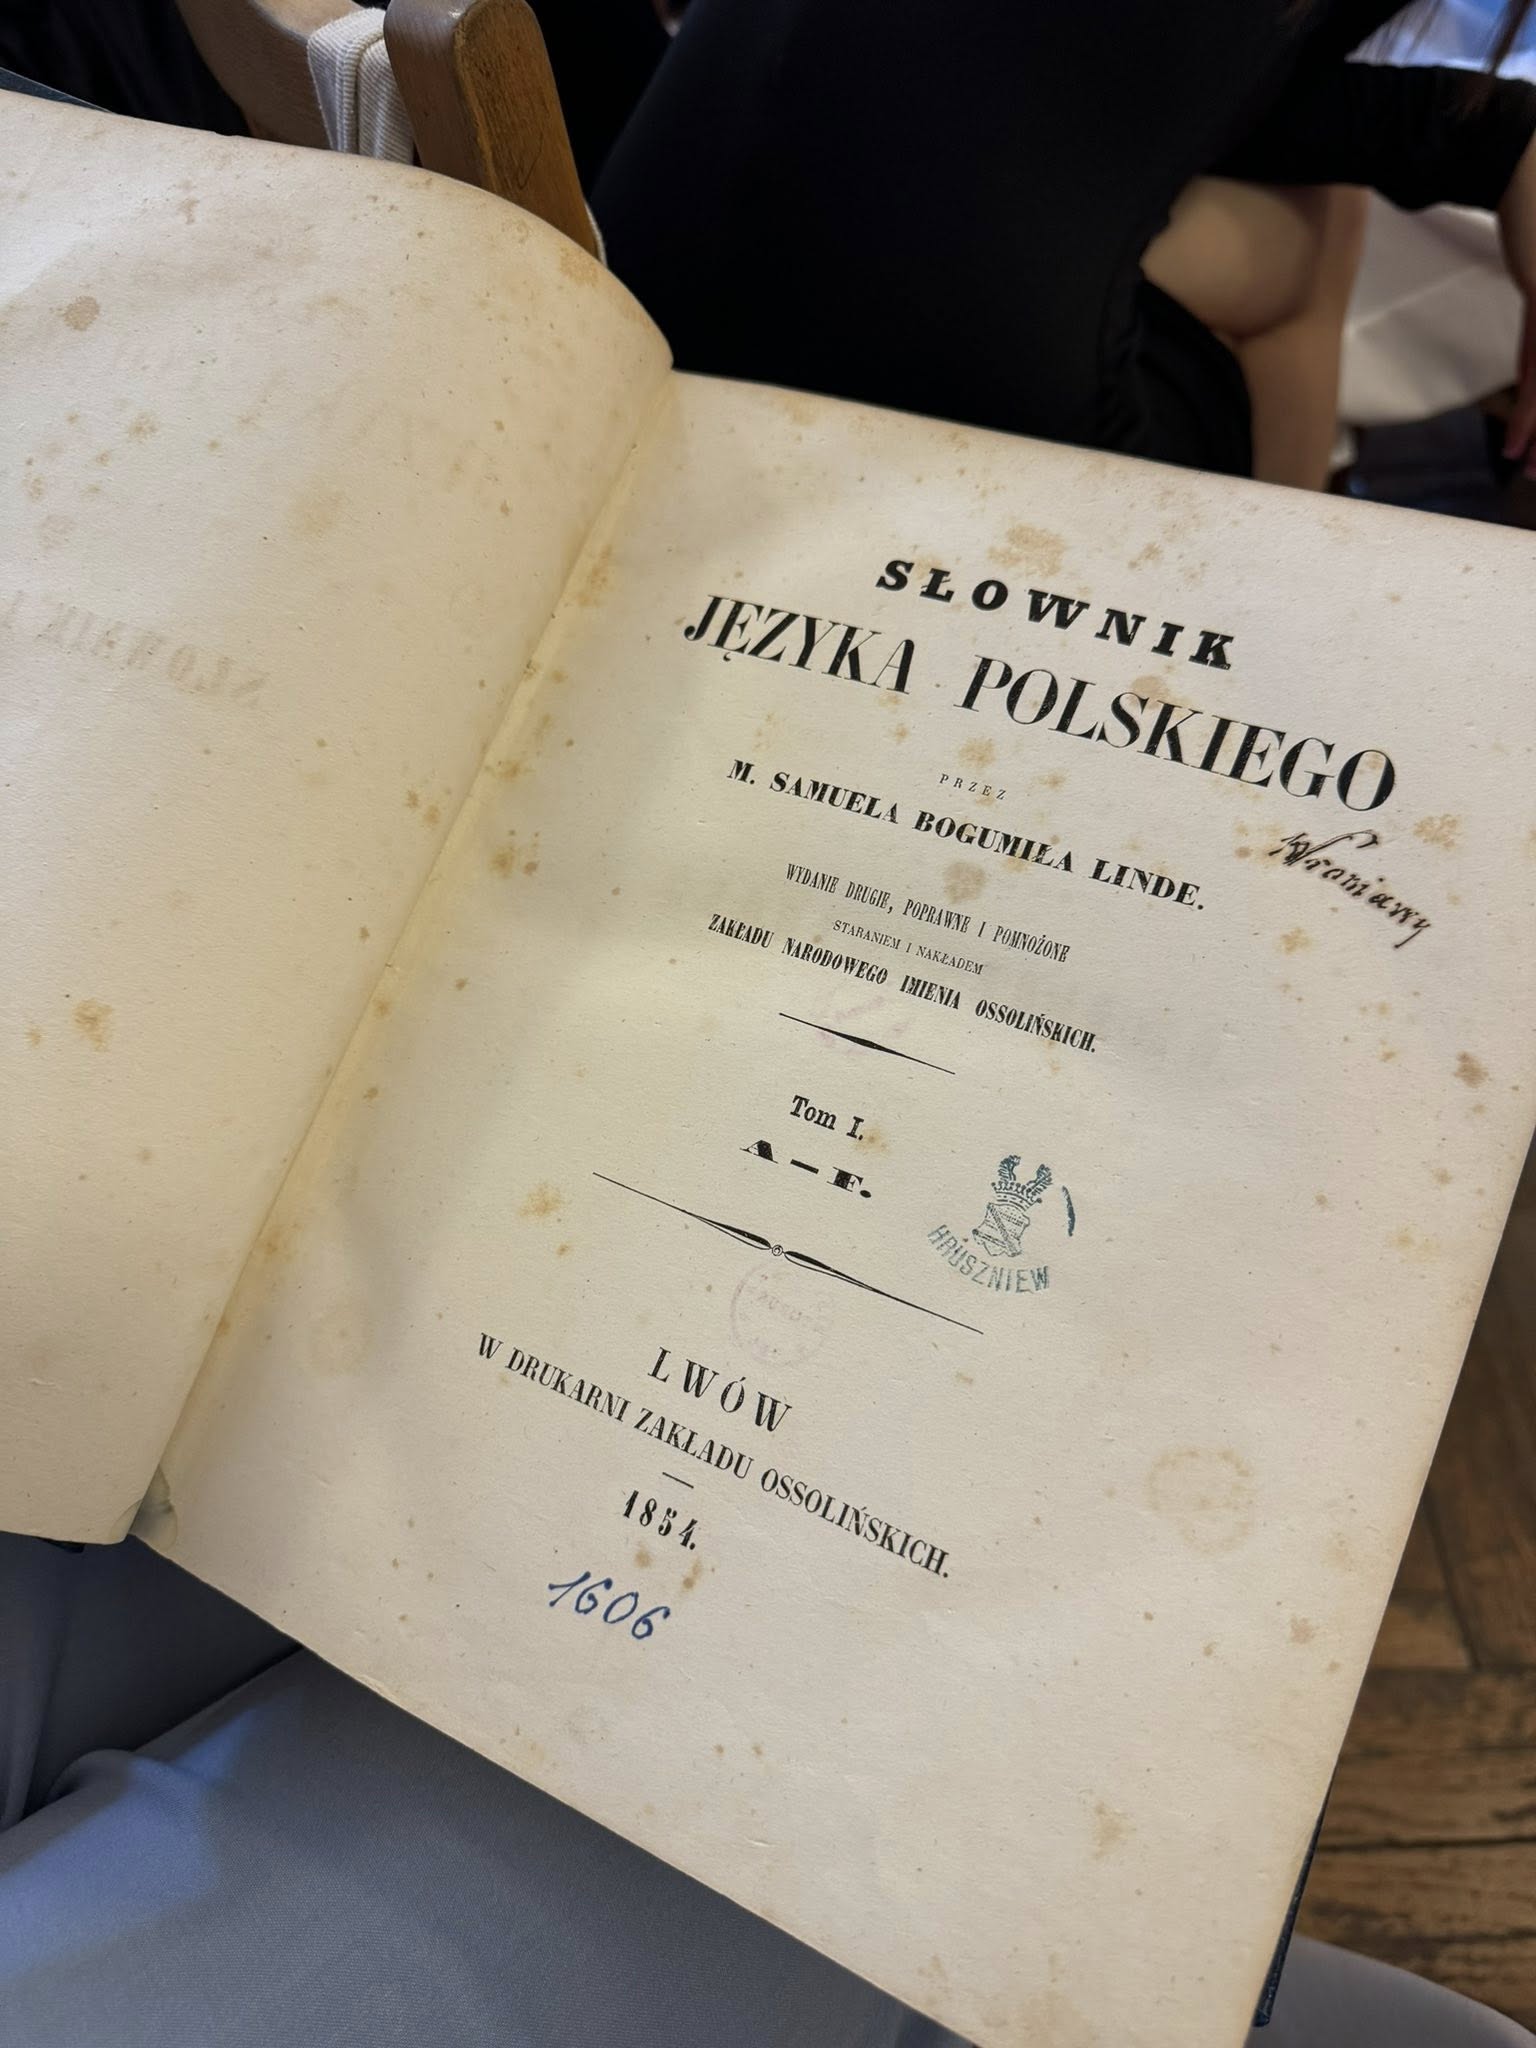 SŁOWNIK
JĘZYKA POLSKIEGO
PRZEZ
M. SAMUELA BOGUMIŁA LINDE.
WYDANIE DRUGIE, POPRAWNE I POMNOŻONE
STARANIEM I NAKŁADEM
ZAKŁADU NARODOWEGO IMIENIA OSSOLIŃSKICH.
Tom I.
A — F.
HRUSZNIEW
LWÓW
W DRUKARNI ZAKŁADU OSSOLIŃSKICH.
1854.
1606